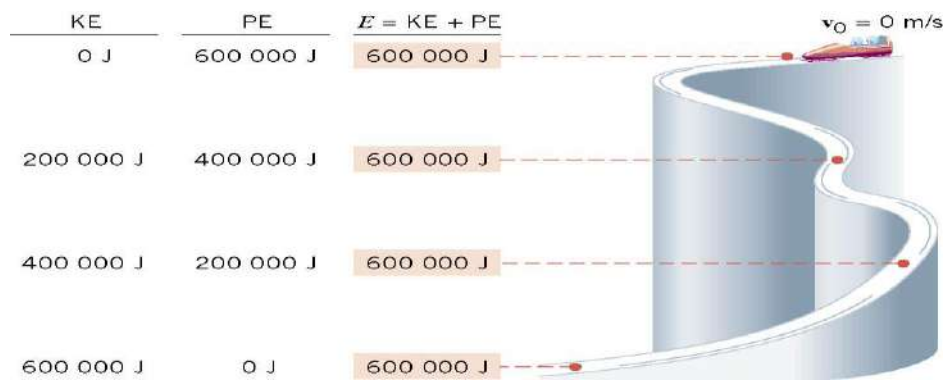 KE PE E = KE + PE v₀ = 0 m/s
0 J 600 000 J 600 000 J
200 000 J 400 000 J 600 000 J
400 000 J 200 000 J 600 000 J
600 000 J 0 J 600 000 J